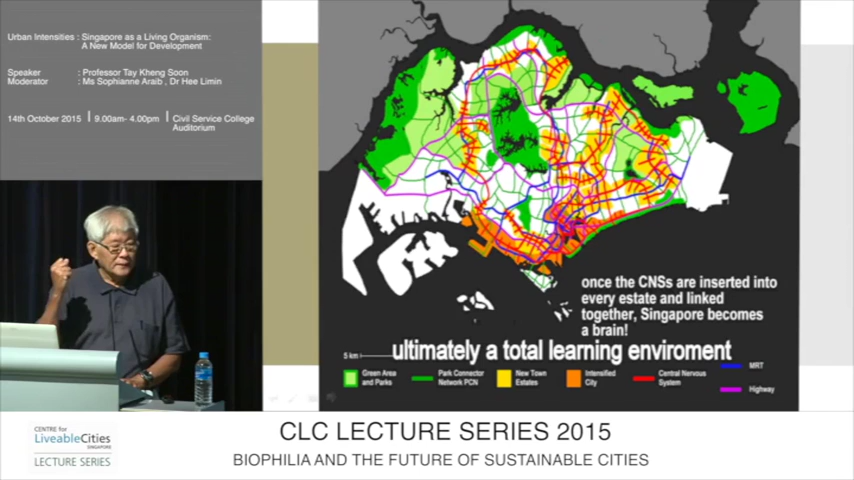 Urban Intensities : Singapore as a Living Organism:
A New Model for Development
Speaker : Professor Tay Kheng Soon
Moderator : Ms Sophianne Araib , Dr Hee Limin
14th October 2015 | 9.00am- 4.00pm | Civil Service College
Auditorium
once the CNSs are inserted into
every estate and linked
together, Singapore becomes
a brain!
ultimately a total learning enviroment
5 km
Green Area
and Parks
Park Connector
Network PCN
New Town
Estates
Intensified
City
Central Nervous
System
MRT
Highway
CENTRE for
LiveableCities
SINGAPORE
LECTURE SERIES
CLC LECTURE SERIES 2015
BIOPHILIA AND THE FUTURE OF SUSTAINABLE CITIES